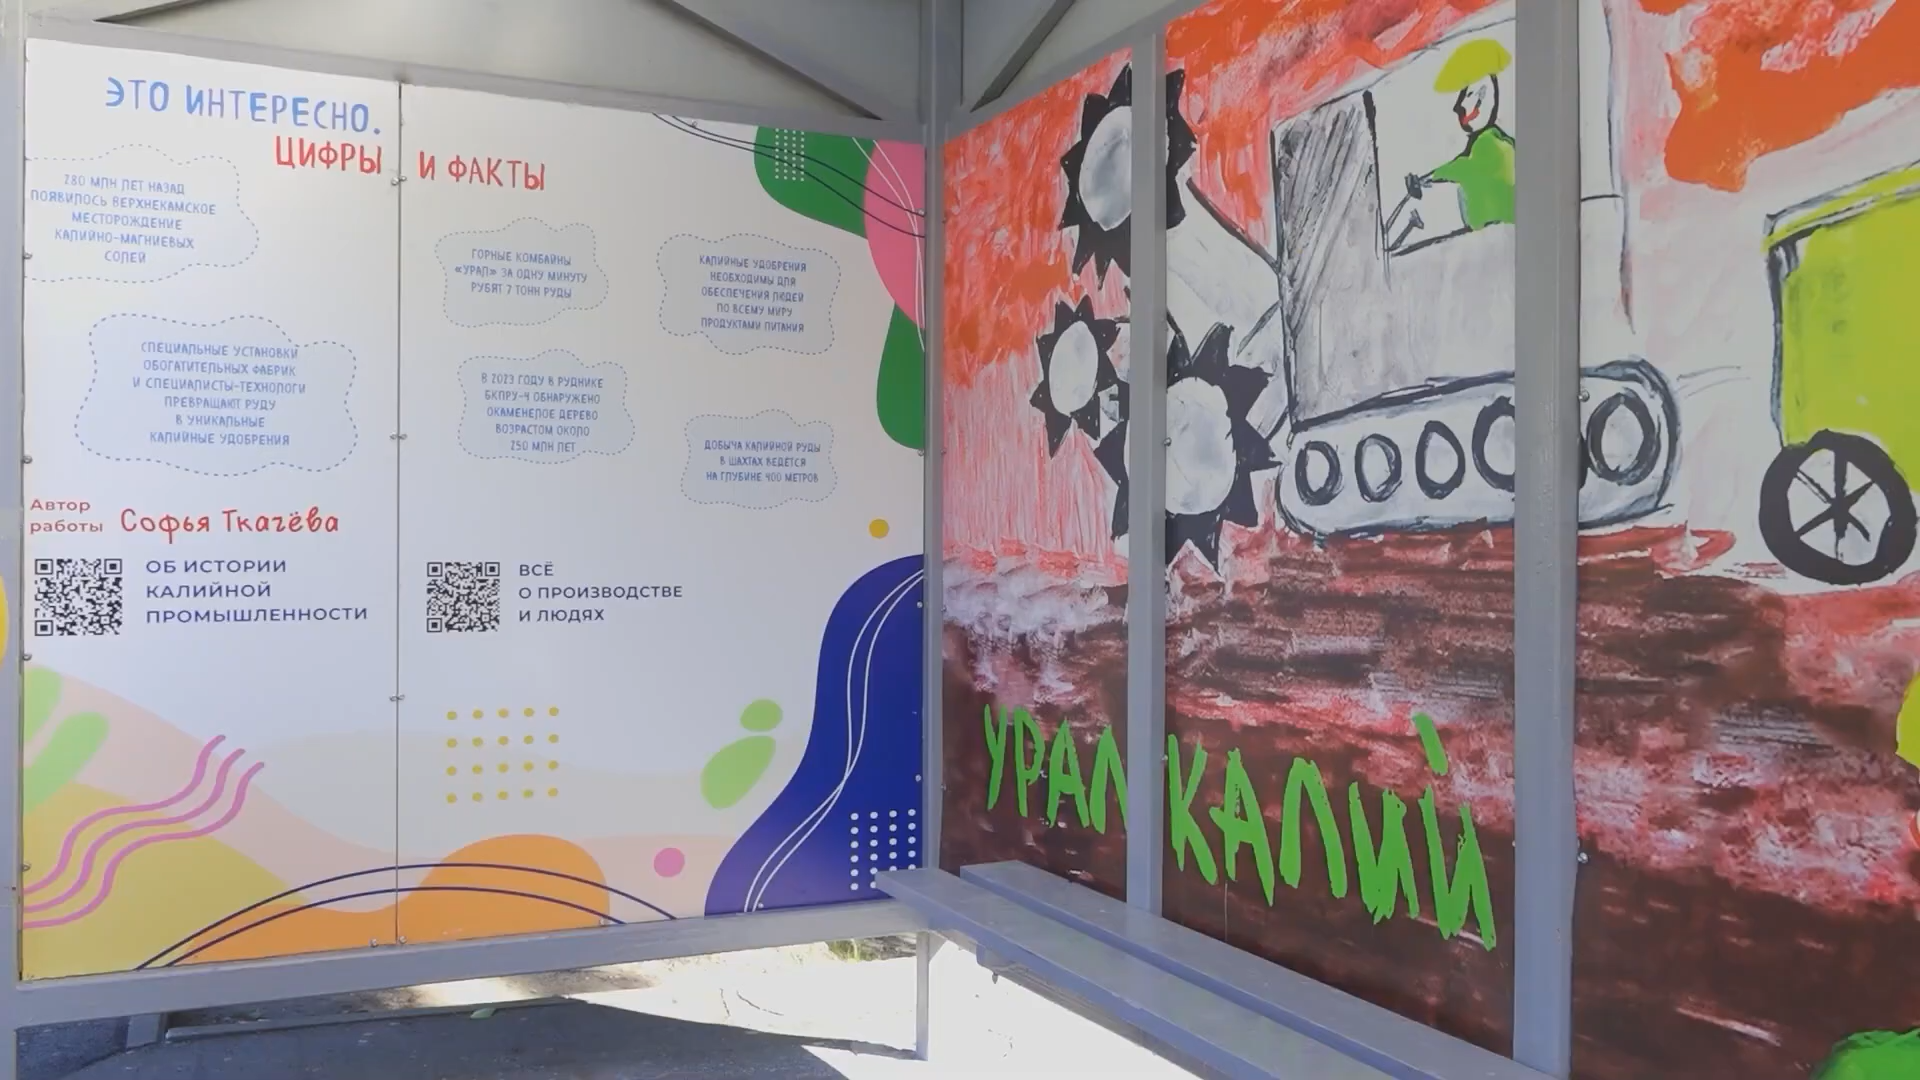 ЭТО ИНТЕРЕСНО.
ЦИФРЫ И ФАКТЫ
280 МЛН ЛЕТ НАЗАД
ПОЯВИЛОСЬ ВЕРХНЕКАМСКОЕ
МЕСТОРОЖДЕНИЕ
КАЛИЙНО-МАГНИЕВЫХ
СОЛЕЙ
ГОРНЫЕ КОМБАЙНЫ
«УРАЛ» ЗА ОДНУ МИНУТУ
РУБЯТ 7 ТОНН РУДЫ
КАЛИЙНЫЕ УДОБРЕНИЯ
НЕОБХОДИМЫ ДЛЯ
ОБЕСПЕЧЕНИЯ ЛЮДЕЙ
ПО ВСЕМУ МИРУ
ПРОДУКТАМИ ПИТАНИЯ
СПЕЦИАЛЬНЫЕ УСТАНОВКИ
ОБОГАТИТЕЛЬНЫХ ФАБРИК
И СПЕЦИАЛИСТЫ-ТЕХНОЛОГИ
ПРЕВРАЩАЮТ РУДУ
В УНИКАЛЬНЫЕ
КАЛИЙНЫЕ УДОБРЕНИЯ
В 2023 ГОДУ В РУДНИКЕ
БКПРУ-4 ОБНАРУЖЕНО
ОКАМЕНЕЛОЕ ДЕРЕВО
ВОЗРАСТОМ ОКОЛО
250 МЛН ЛЕТ
ДОБЫЧА КАЛИЙНОЙ РУДЫ
В ШАХТАХ ВЕДЕТСЯ
НА ГЛУБИНЕ 400 МЕТРОВ
Автор
работы
Софья Ткачёва
ОБ ИСТОРИИ
КАЛИЙНОЙ
ПРОМЫШЛЕННОСТИ
ВСЁ
О ПРОИЗВОДСТВЕ
И ЛЮДЯХ
УРАЛКАЛИЙ